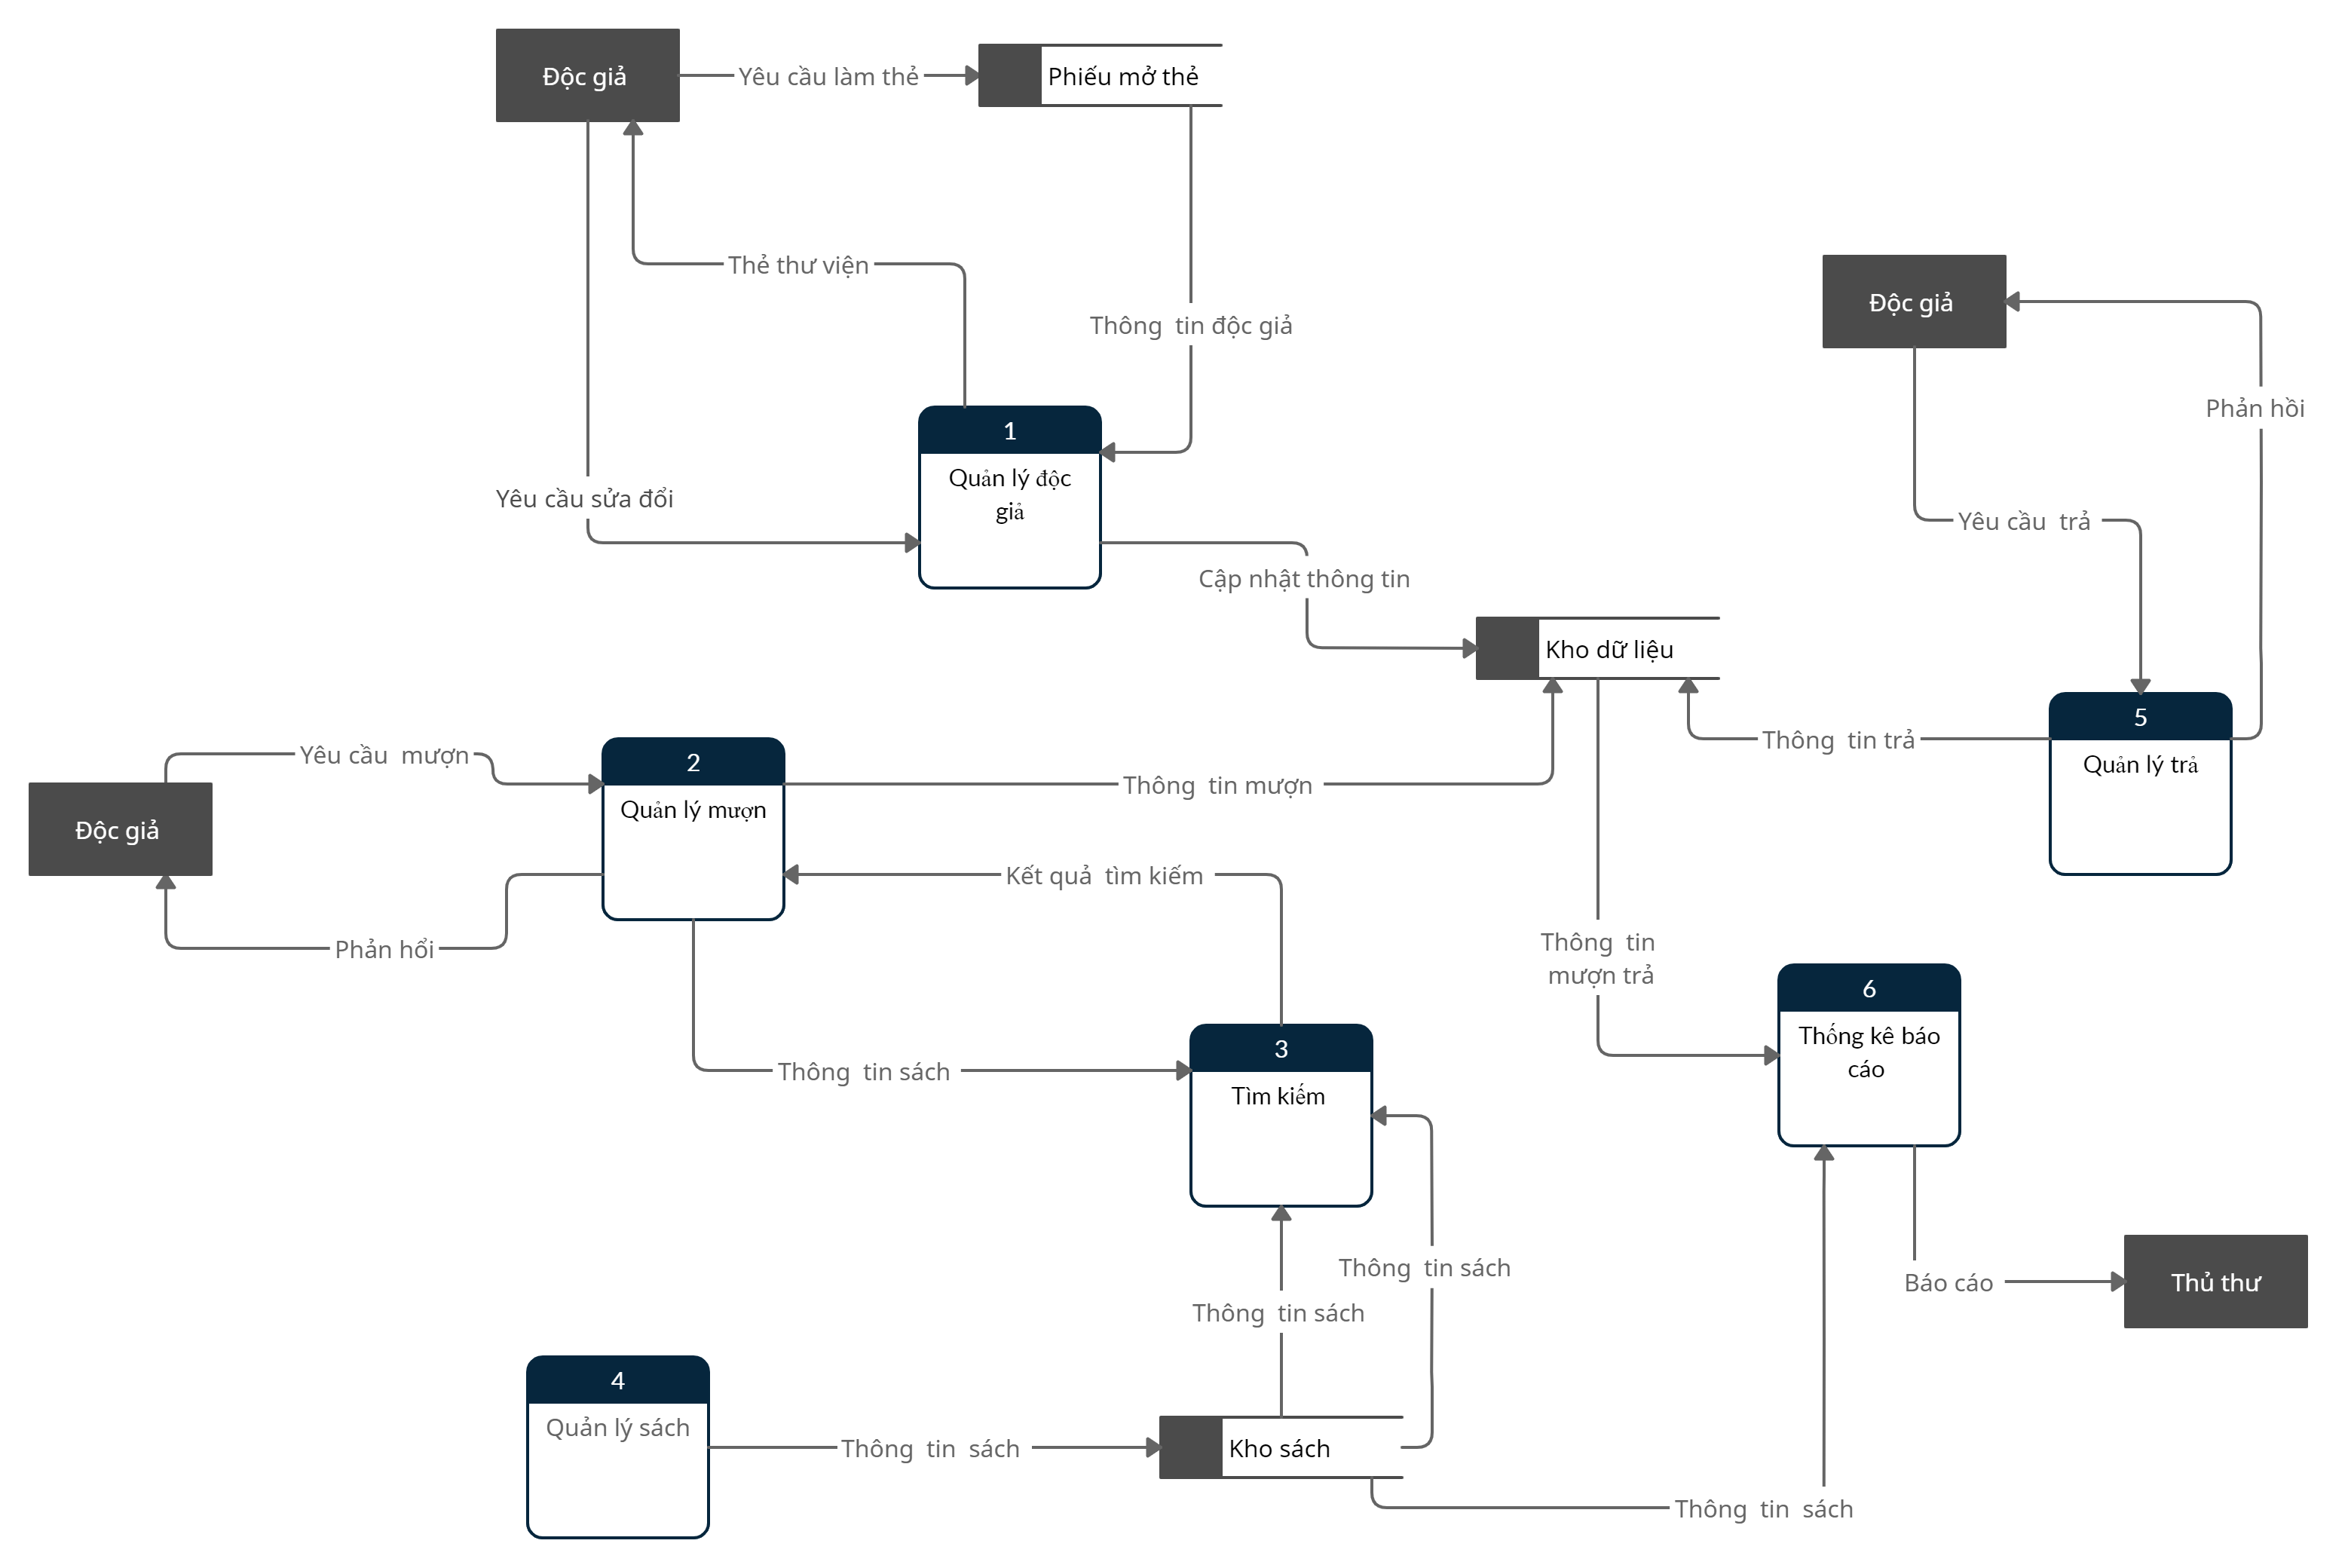 Độc giả
Yêu cầu làm thẻ
Phiếu mở thẻ
Thẻ thư viện
Thông tin độc giả
Độc giả
Phản hồi
1
Quản lý độc
giả
Yêu cầu sửa đổi
Yêu cầu trả
Cập nhật thông tin
Kho dữ liệu
5
Quản lý trả
Thông tin trả
Yêu cầu mượn
2
Quản lý mượn
Thông tin mượn
Độc giả
Kết quả tìm kiếm
Phản hổi
Thông tin
mượn trả
6
Thống kê báo
cáo
Thông tin sách
3
Tìm kiếm
Thông tin sách
Thông tin sách
Báo cáo
Thủ thư
4
Quản lý sách
Thông tin sách
Kho sách
Thông tin sách